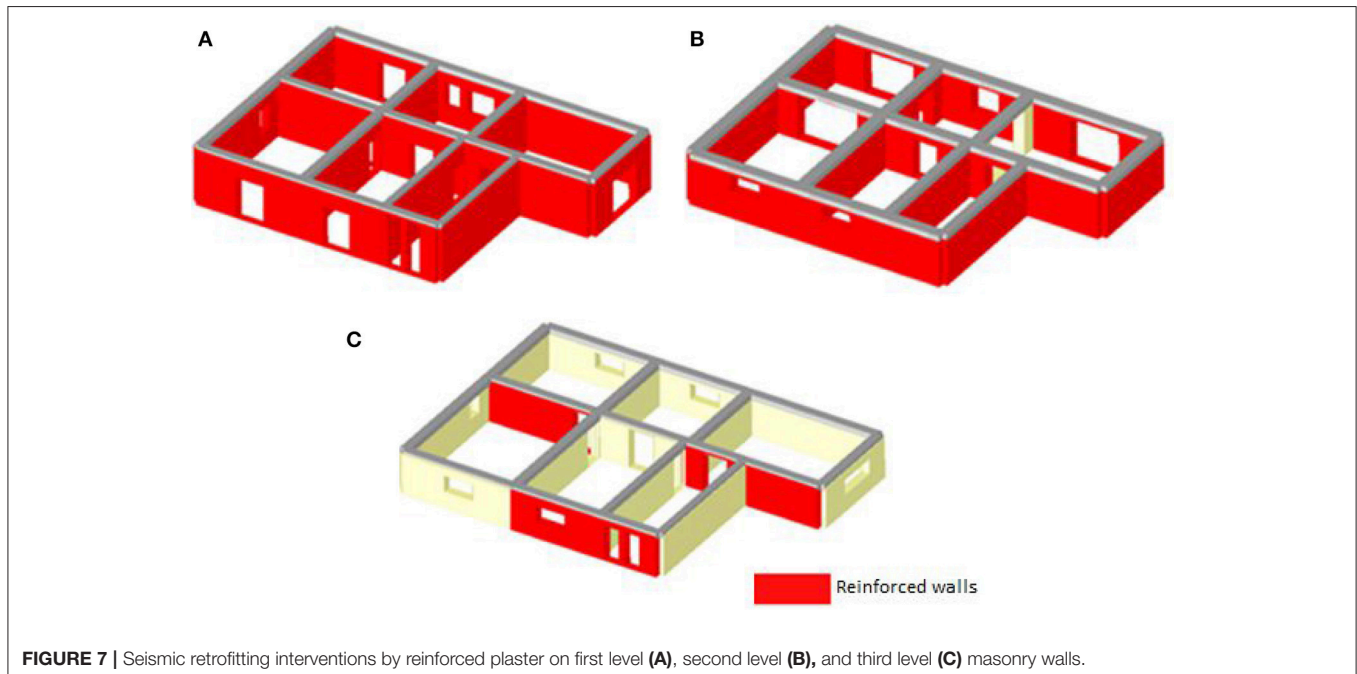 A
B
C
Reinforced walls
FIGURE 7 | Seismic retrofitting interventions by reinforced plaster on first level (A), second level (B), and third level (C) masonry walls.